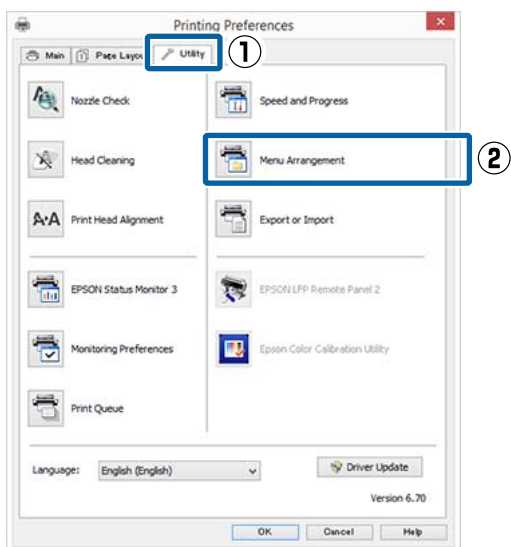 Printing Preferences
Main Page Layou Utility ①
Nozzle Check Speed and Progress
Head Cleaning Menu Arrangement ②
Print Head Alignment Export or Import
EPSON Status Monitor 3 EPSON LFP Remote Panel 2
Monitoring Preferences Epson Color Calibration Utility
Print Queue
Language: English (English) Driver Update
Version 6.70
OK Cancel Help